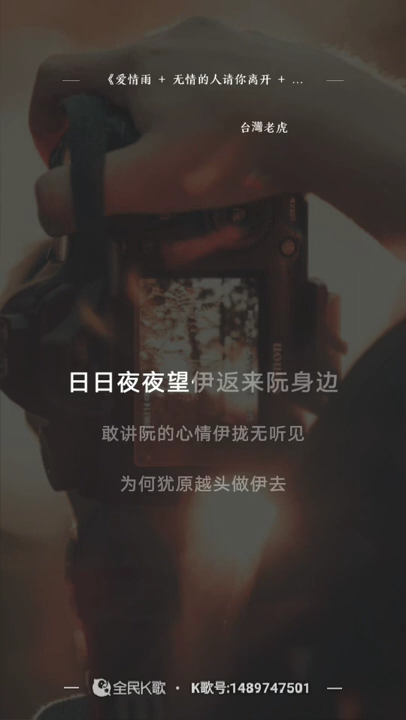 《爱情雨 + 无情的人请你离开 + ...
台灣老虎
日日夜夜望伊返来阮身边
敢讲阮的心情伊拢无听见
为何犹原越头做伊去
全民K歌 · K歌号:1489747501